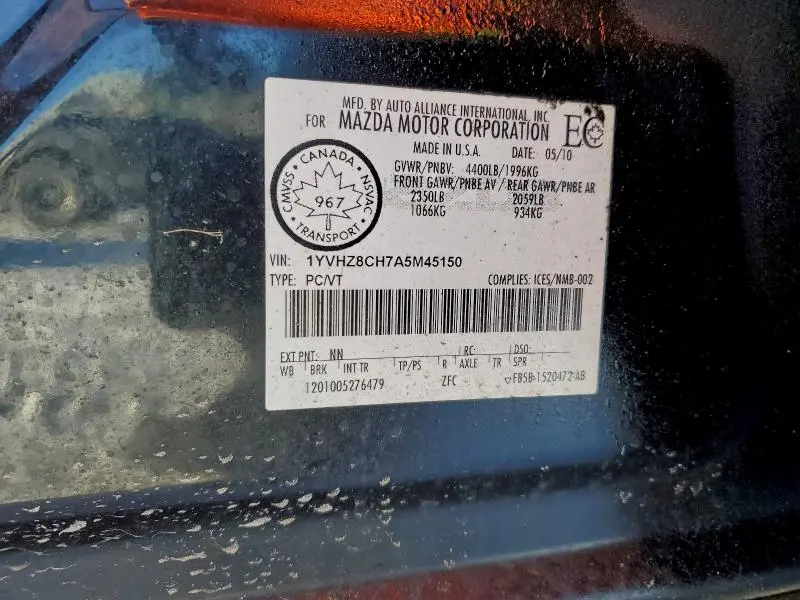 MFD. BY AUTO ALLIANCE INTERNATIONAL, INC.
FOR MAZDA MOTOR CORPORATION EC
MADE IN U.S.A. DATE: 05/10
GVWR/PNBV: 4400LB/1996KG
FRONT GAWR/PNBE AV / REAR GAWR/PNBE AR
2350LB 2059LB
1066KG 934KG
CANADA
CMVSS NSVAC
967
TRANSPORT
VIN: 1YVHZ8CH7A5M45150
TYPE: PC/VT COMPLIES: ICES/NMB-002
EXT PNT: NN RC: DSO:
WB BRK INT TR TP/PS R AXLE TR SPR
1201005276479 ZFC F85B-1520472-AB